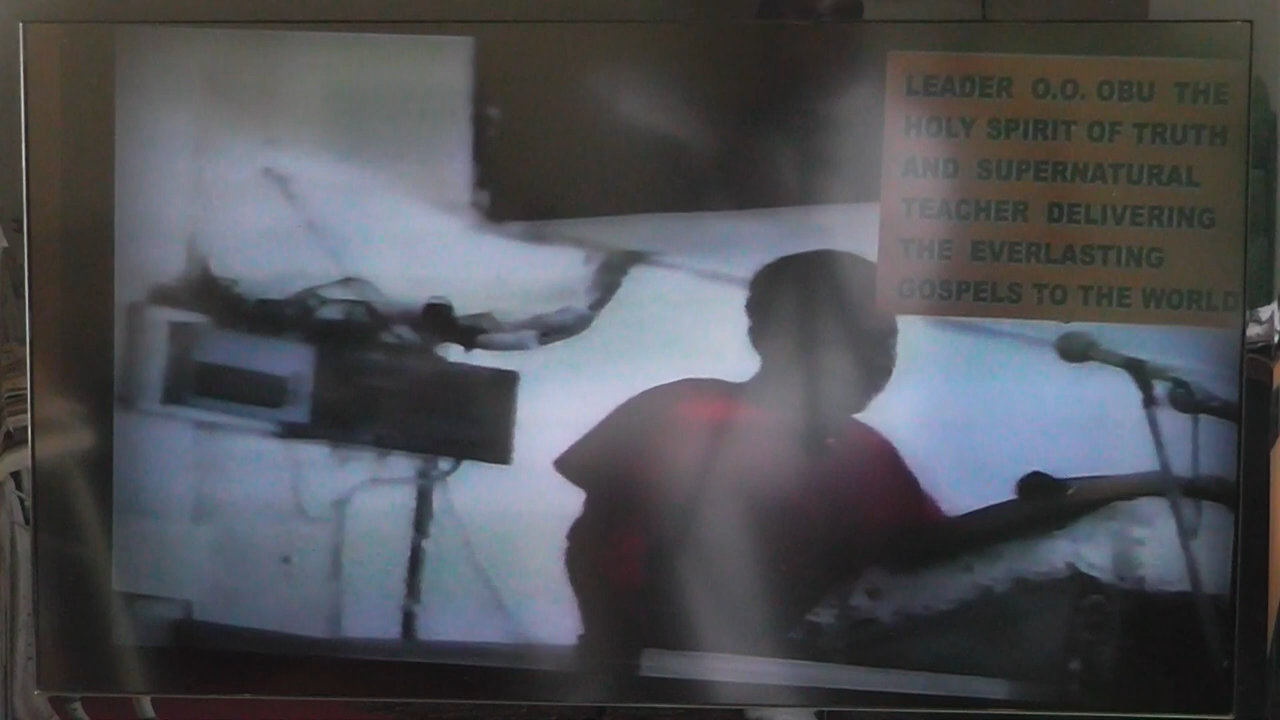 LEADER O.O. OBU THE
HOLY SPIRIT OF TRUTH
AND SUPERNATURAL
TEACHER DELIVERING
THE EVERLASTING
GOSPELS TO THE WORLD